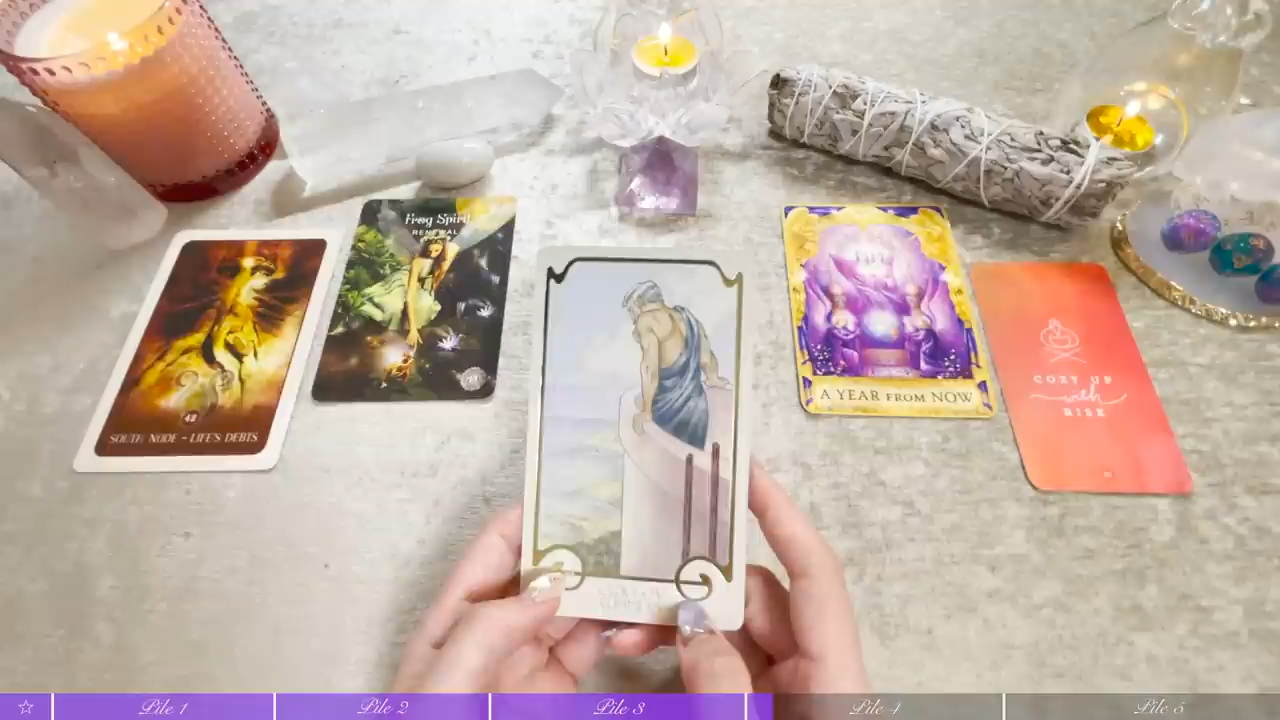 Frog Spirit
RENEWAL
42
SOUTH NODE - LIFE'S DEBTS
A YEAR FROM NOW
COZY UP
with
RISK
☆
Pile 1
Pile 2
Pile 3
Pile 4
Pile 5